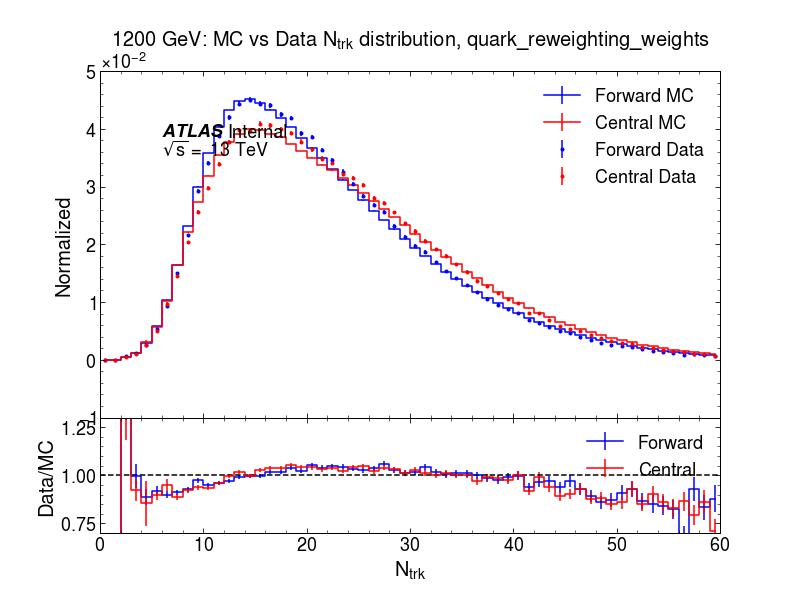 1200 GeV: MC vs Data Ntrk distribution, quark_reweighting_weights
×10−2
5
4
3
2
1
0
−1
Normalized
ATLAS Internal
√s = 13 TeV
Forward MC
Central MC
Forward Data
Central Data
1.25
1.00
0.75
Data/MC
Forward
Central
0 10 20 30 40 50 60
Ntrk